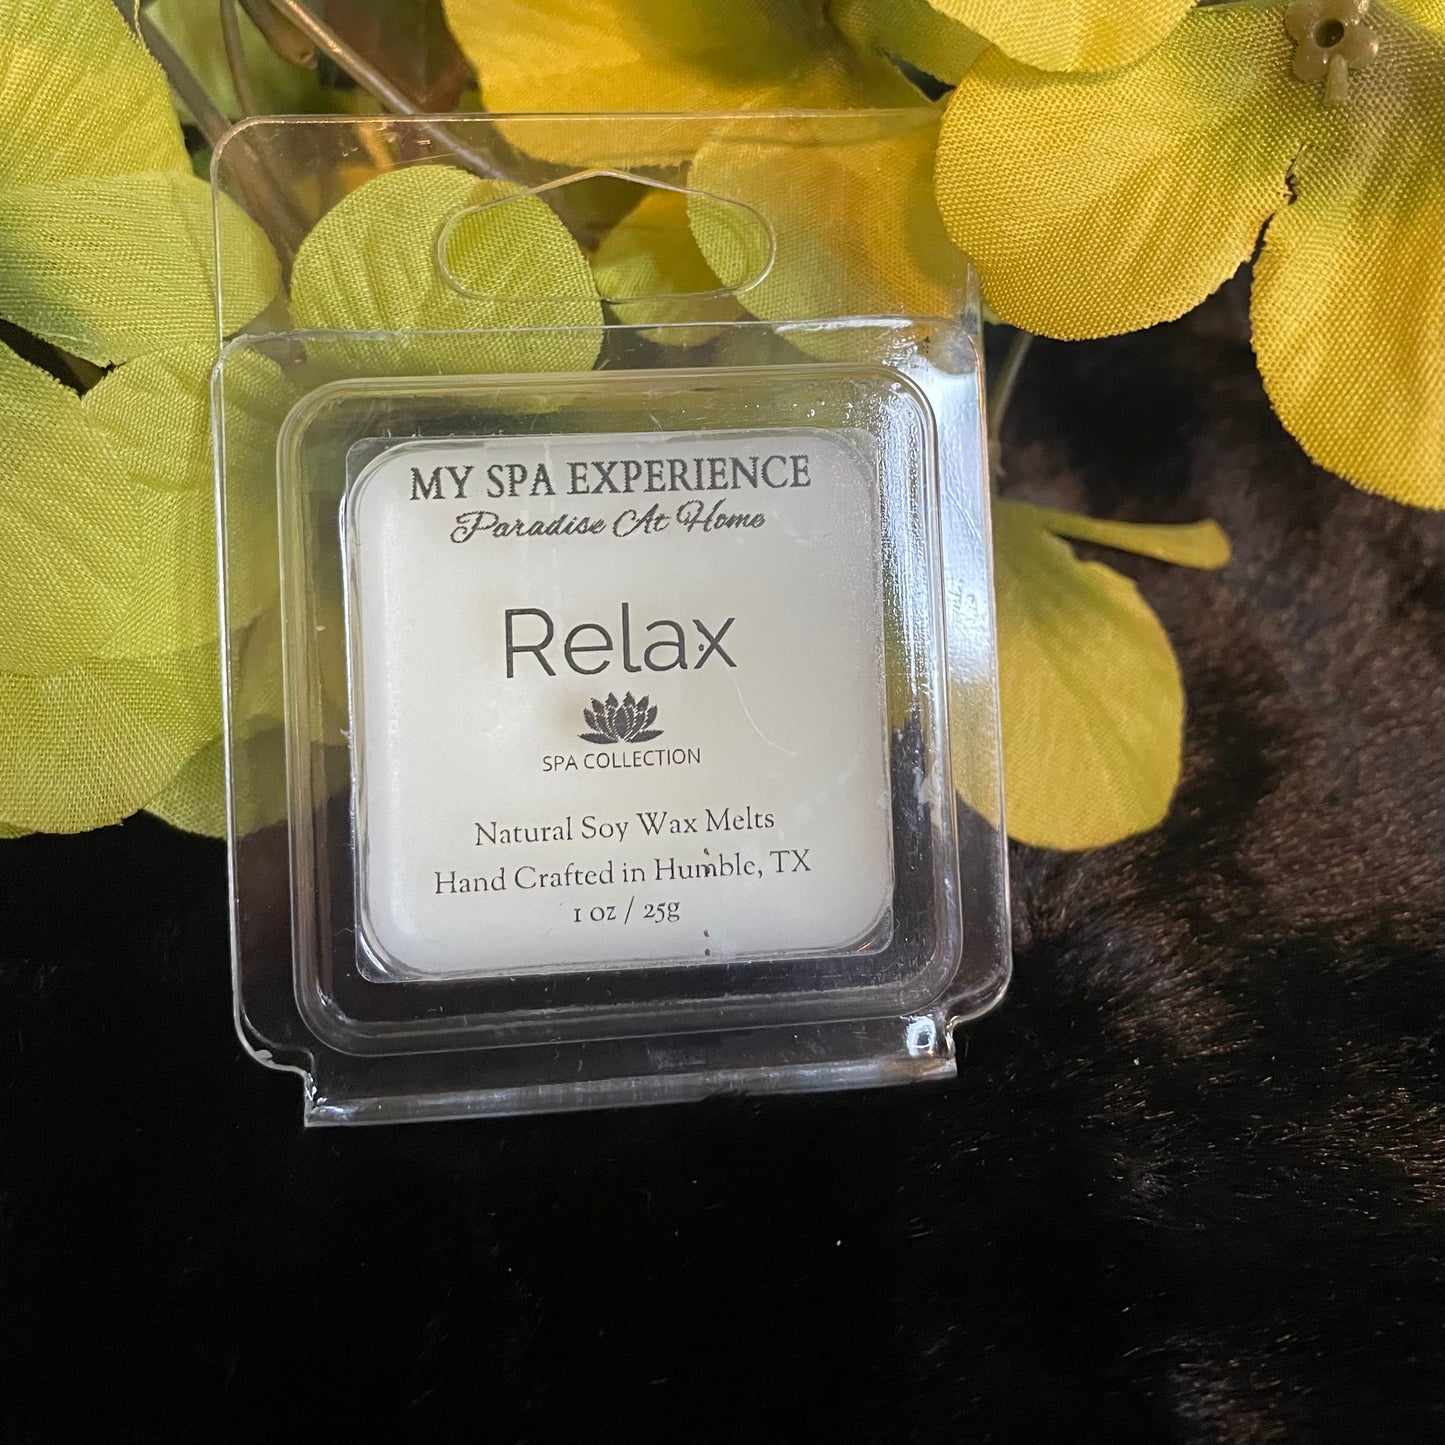 MY SPA EXPERIENCE
Paradise At Home
Relax
SPA COLLECTION
Natural Soy Wax Melts
Hand Crafted in Humble, TX
1 oz / 25g